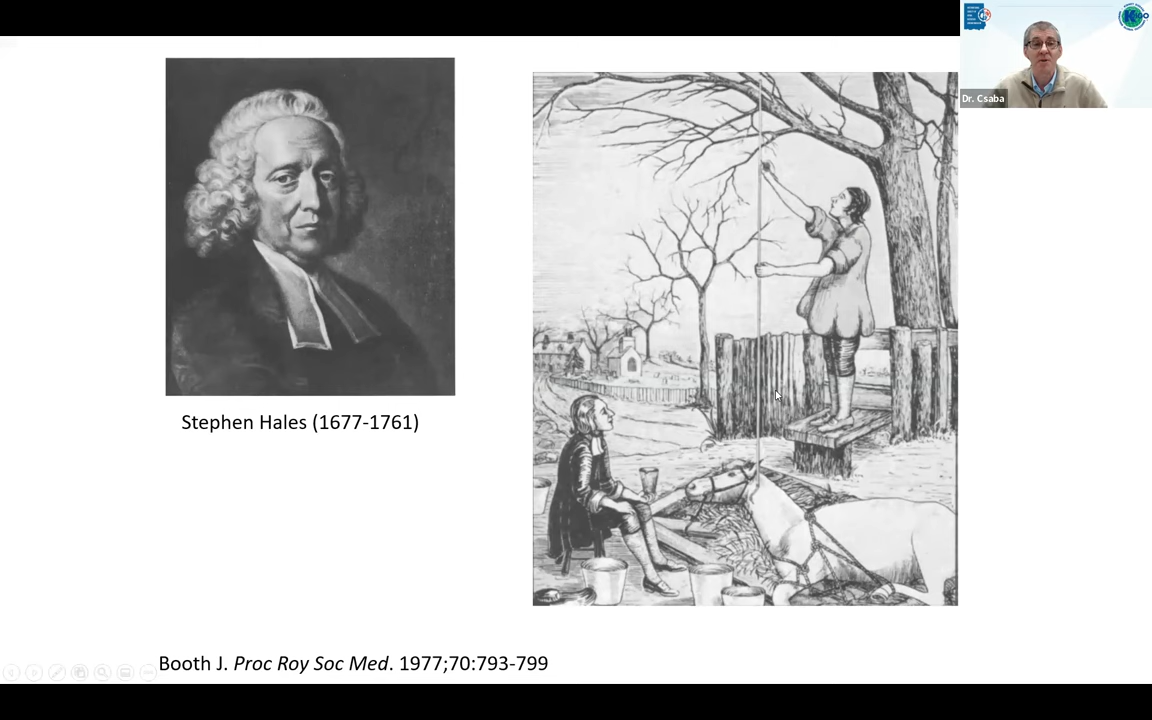 Dr. Csaba
Stephen Hales (1677-1761)
Booth J. Proc Roy Soc Med. 1977;70:793-799